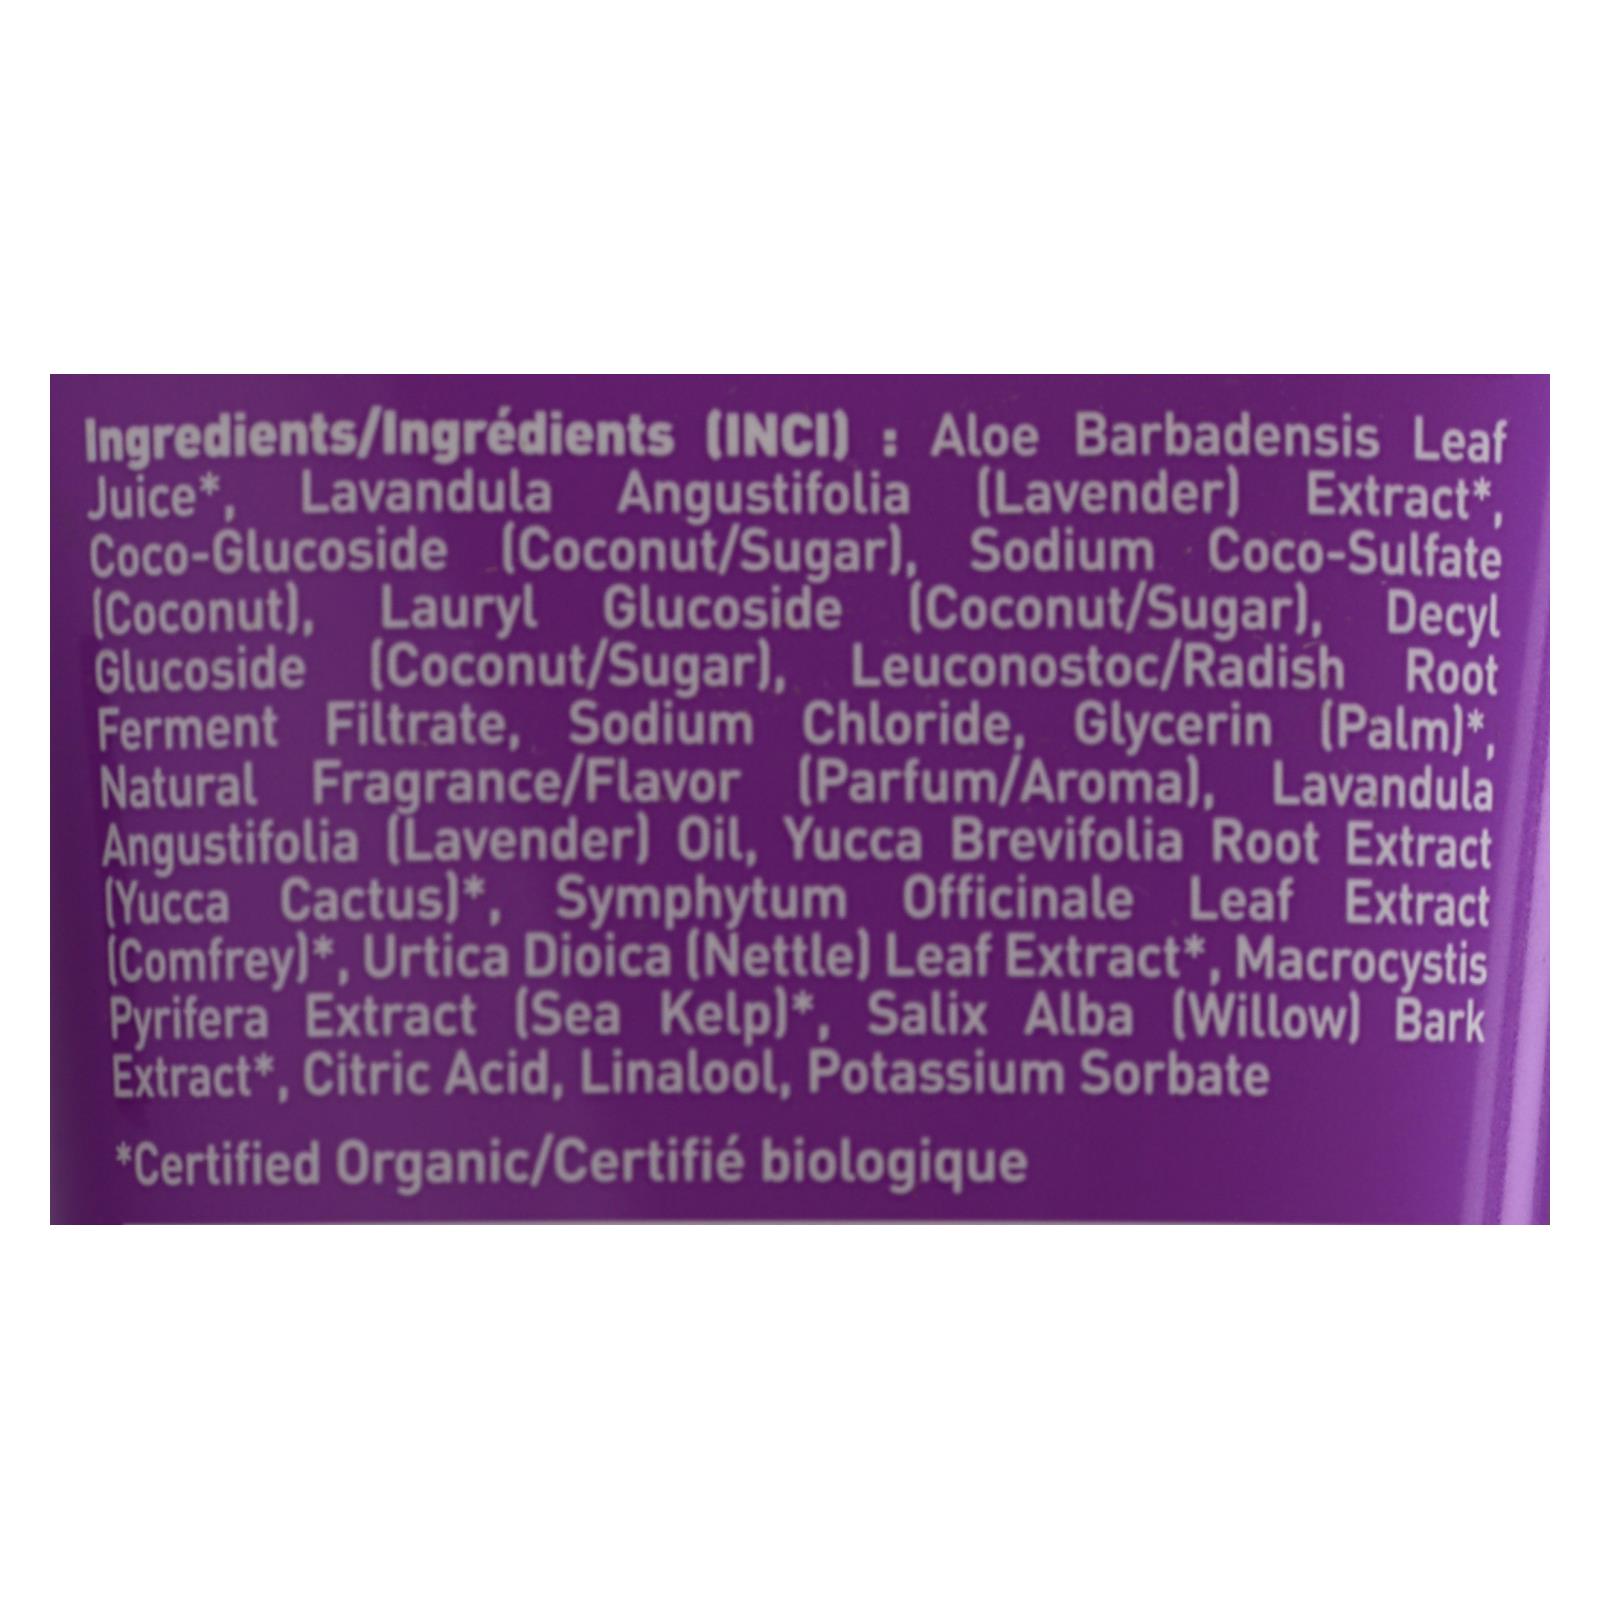 Ingredients/Ingrédients (INCI) : Aloe Barbadensis Leaf
Juice*, Lavandula Angustifolia (Lavender) Extract*,
Coco-Glucoside (Coconut/Sugar), Sodium Coco-Sulfate
(Coconut), Lauryl Glucoside (Coconut/Sugar), Decyl
Glucoside (Coconut/Sugar), Leuconostoc/Radish Root
Ferment Filtrate, Sodium Chloride, Glycerin (Palm)*,
Natural Fragrance/Flavor (Parfum/Aroma), Lavandula
Angustifolia (Lavender) Oil, Yucca Brevifolia Root Extract
(Yucca Cactus)*, Symphytum Officinale Leaf Extract
(Comfrey)*, Urtica Dioica (Nettle) Leaf Extract*, Macrocystis
Pyrifera Extract (Sea Kelp)*, Salix Alba (Willow) Bark
Extract*, Citric Acid, Linalool, Potassium Sorbate
*Certified Organic/Certifié biologique